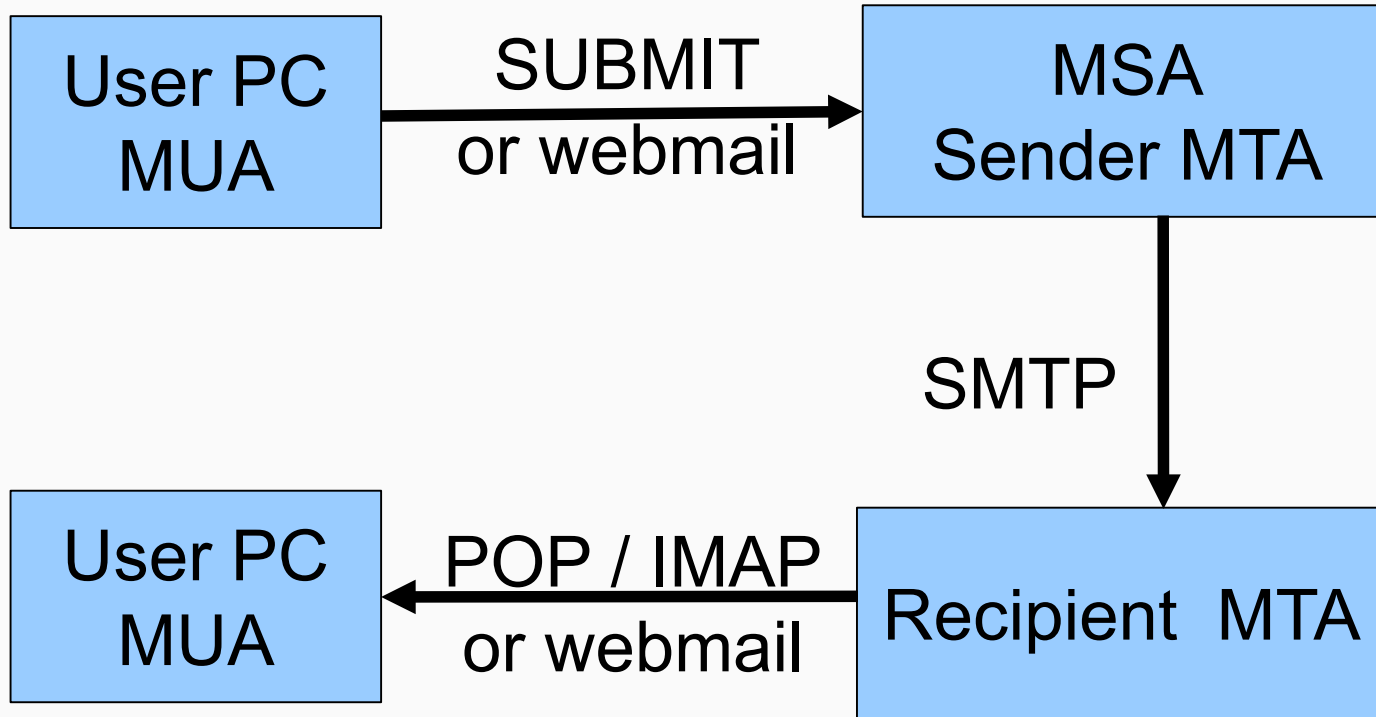 User PC
MUA
SUBMIT
or webmail
MSA
Sender MTA
SMTP
User PC
MUA
POP / IMAP
or webmail
Recipient MTA